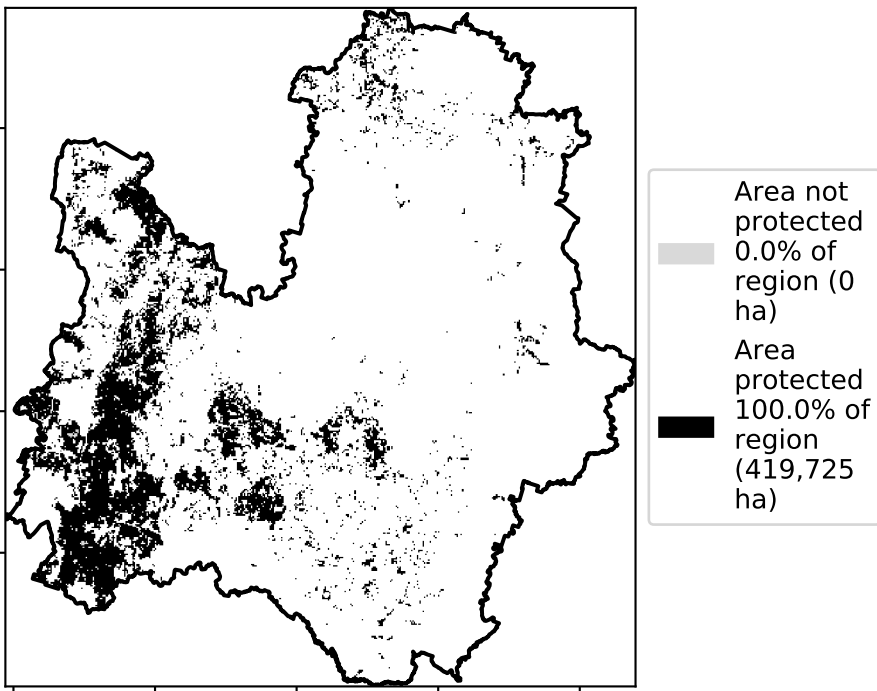 Area not
protected
0.0% of
region (0
ha)
Area
protected
100.0% of
region
(419,725
ha)